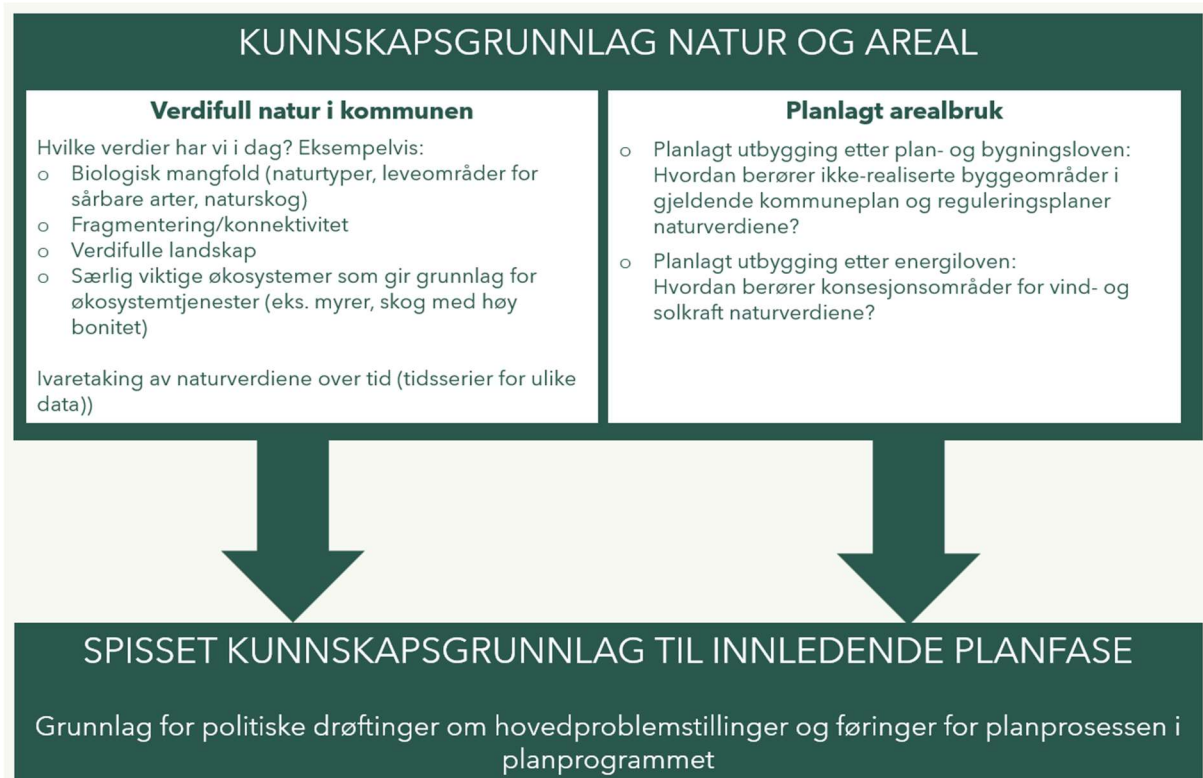 KUNNSKAPSGRUNNLAG NATUR OG AREAL
Verdifull natur i kommunen
Hvilke verdier har vi i dag? Eksempelvis:
o Biologisk mangfold (naturtyper, leveområder for
sårbare arter, naturskog)
o Fragmentering/konnektivitet
o Verdifulle landskap
o Særlig viktige økosystemer som gir grunnlag for
økosystemtjenester (eks. myrer, skog med høy
bonitet)
Ivaretaking av naturverdiene over tid (tidsserier for ulike
data))
Planlagt arealbruk
o Planlagt utbygging etter plan- og bygningsloven:
Hvordan berører ikke-realiserte byggeområder i
gjeldende kommuneplan og reguleringsplaner
naturverdiene?
o Planlagt utbygging etter energiloven:
Hvordan berører konsesjonsområder for vind- og
solkraft naturverdiene?
SPISSET KUNNSKAPSGRUNNLAG TIL INNLEDENDE PLANFASE
Grunnlag for politiske drøftinger om hovedproblemstillinger og føringer for planprosessen i
planprogrammet